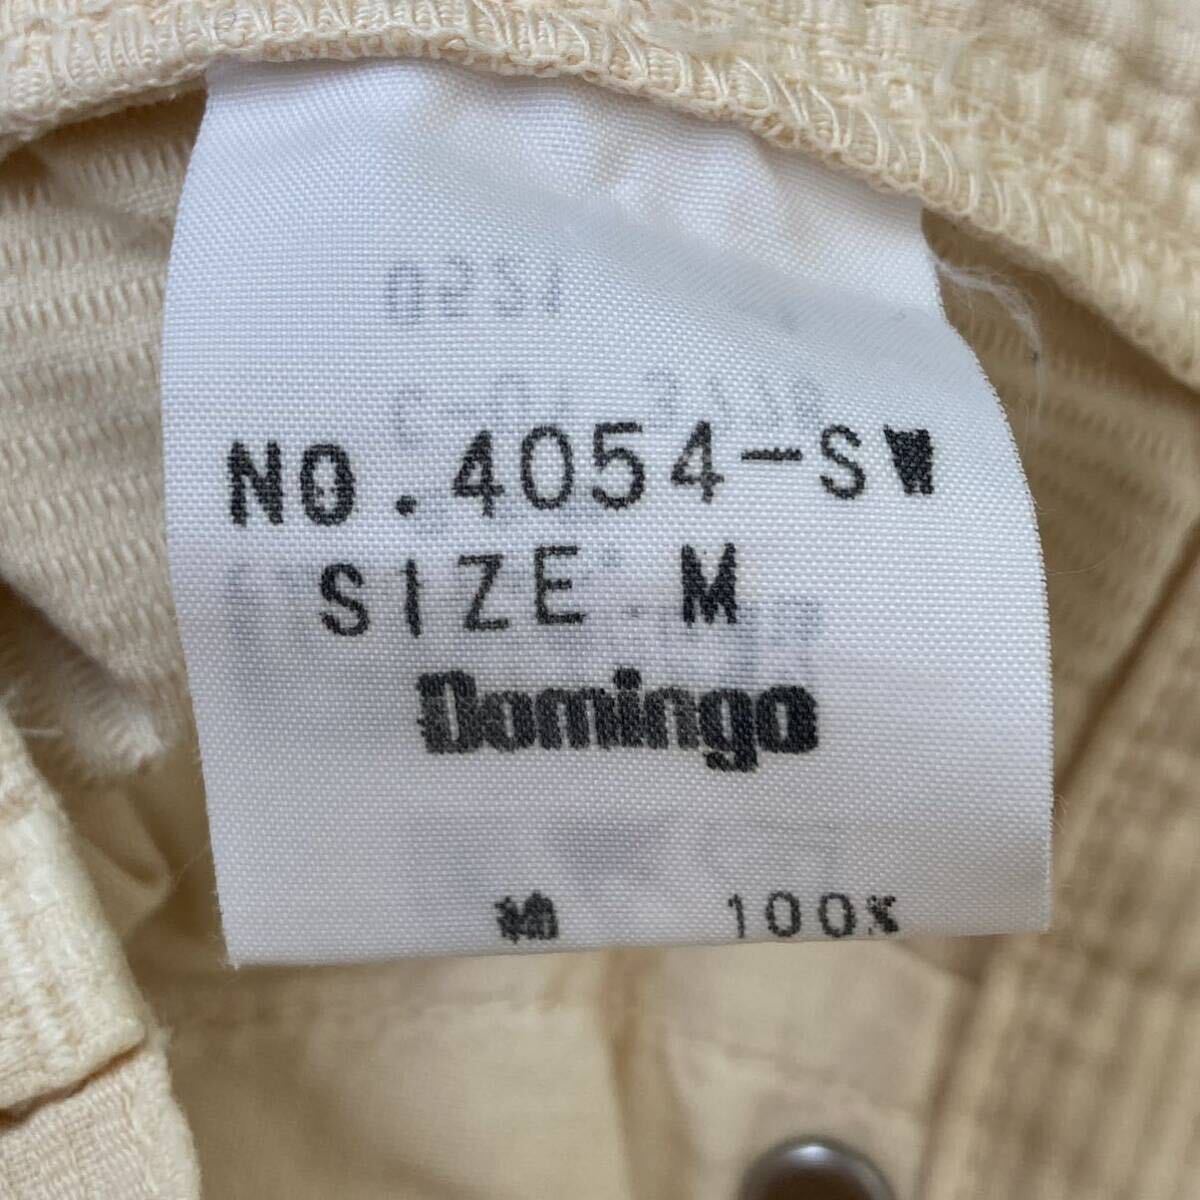 NO.4054-SW
SIZE M
Domingo
綿 100%